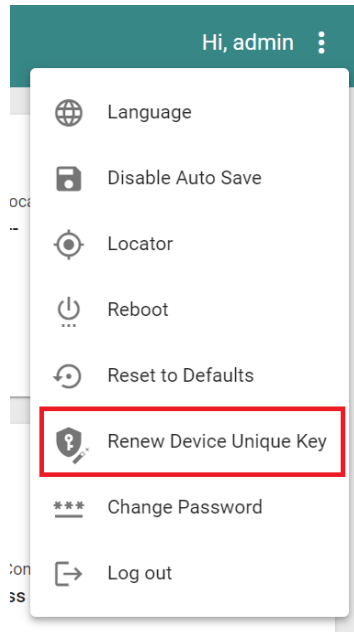 Hi, admin
Language
Disable Auto Save
Locator
Reboot
Reset to Defaults
Renew Device Unique Key
***
Change Password
Log out